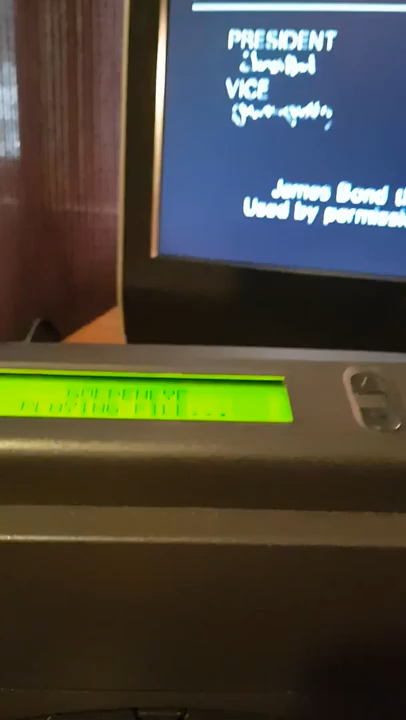 PRESIDENT
VICE
James Bond t
Used by permissi
GOLDENEYE
PLAYING FILE...